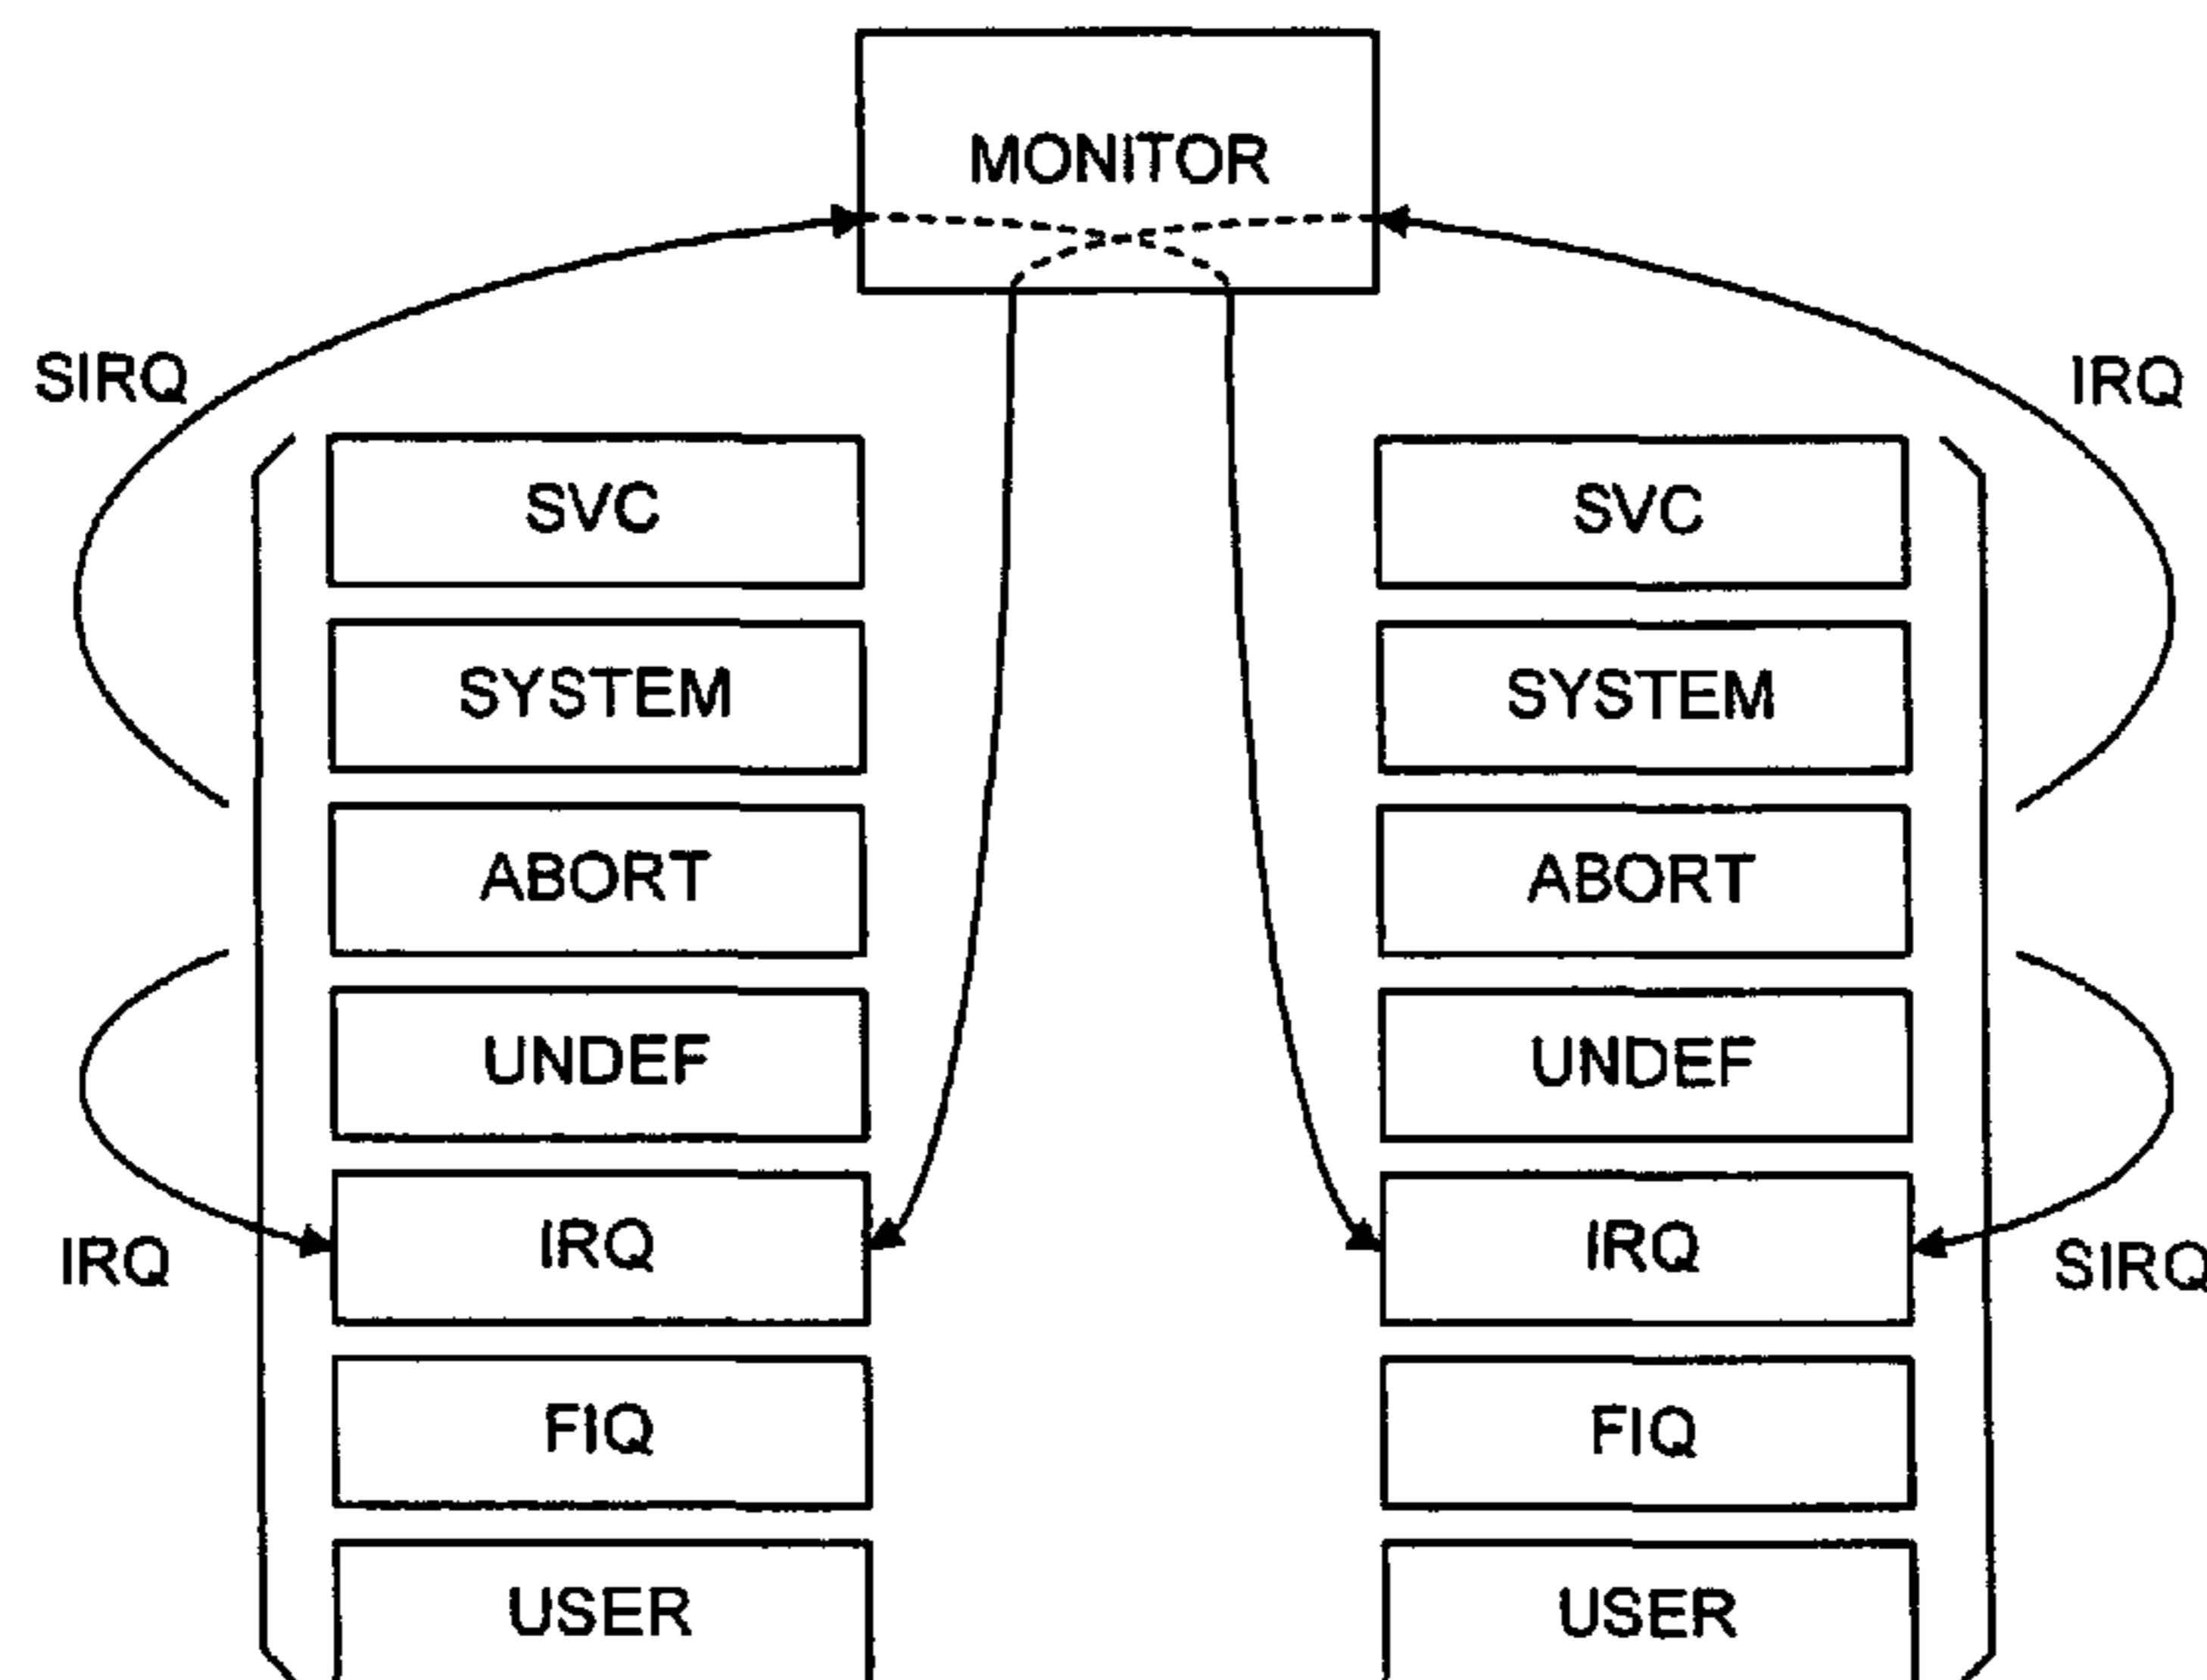 MONITOR
SIRQ
IRQ
SVC
SVC
SYSTEM
SYSTEM
ABORT
ABORT
UNDEF
UNDEF
IRQ
IRQ
IRQ
SIRQ
FIQ
FIQ
USER
USER